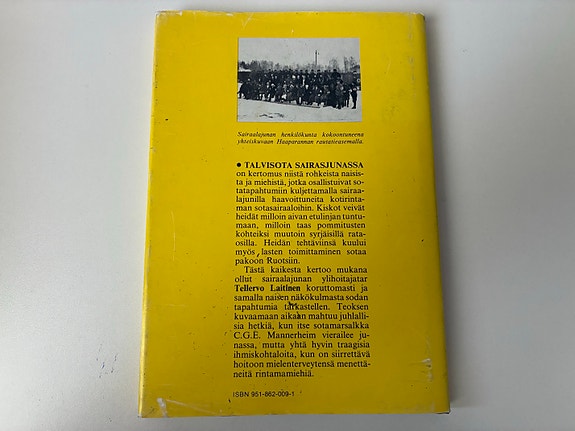 Sairaalajunan henkilökunta kokoontuneena
yhteiskuvaan Haaparannan rautatieasemalla.
● TALVISOTA SAIRASJUNASSA
on kertomus niistä rohkeista naisis-
ta ja miehistä, jotka osallistuivat so-
tatapahtumiin kuljettamalla sairaa-
lajunilla haavoittuneita kotirinta-
man sotasairaaloihin. Kiskot veivät
heidät milloin aivan etulinjan tuntu-
maan, milloin taas pommitusten
kohteiksi muutoin syrjäisillä rata-
osilla. Heidän tehtäviinsä kuului
myös lasten toimittaminen sotaa
pakoon Ruotsiin.
Tästä kaikesta kertoo mukana
ollut sairaalajunan ylihoitajatar
Tellervo Laitinen koruttomasti ja
samalla naisen näkökulmasta sodan
tapahtumia tarkastellen. Teoksen
kuvaamaan aikaan mahtuu juhlalli-
sia hetkiä, kun itse sotamarsalkka
C.G.E. Mannerheim vierailee ju-
nassa, mutta yhtä hyvin traagisia
ihmiskohtaloita, kun on siirrettävä
hoitoon mielenterveytensä menettä-
neitä rintamamiehiä.
ISBN 951-862-009-1